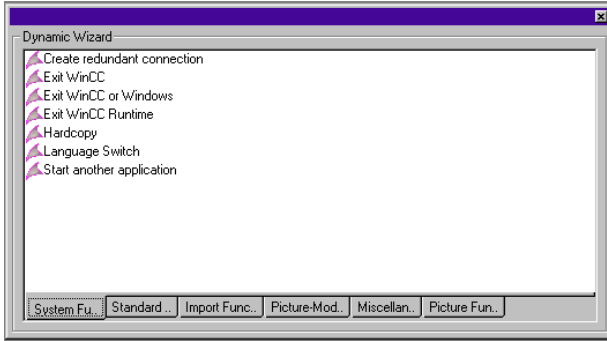 Dynamic Wizard
Create redundant connection
Exit WinCC
Exit WinCC or Windows
Exit WinCC Runtime
Hardcopy
Language Switch
Start another application
System Fu.. Standard .. Import Func.. Picture-Mod.. Miscellan.. Picture Fun..